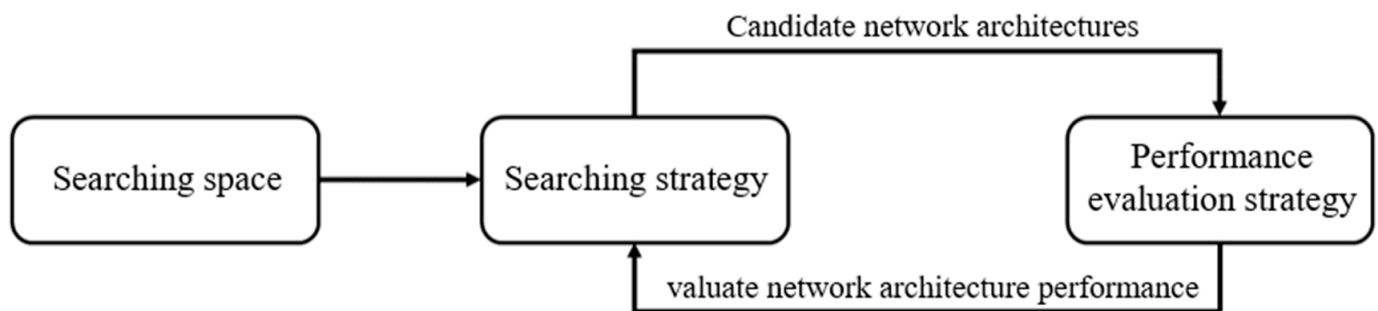 Candidate network architectures
Searching space
Searching strategy
Performance
evaluation strategy
valuate network architecture performance